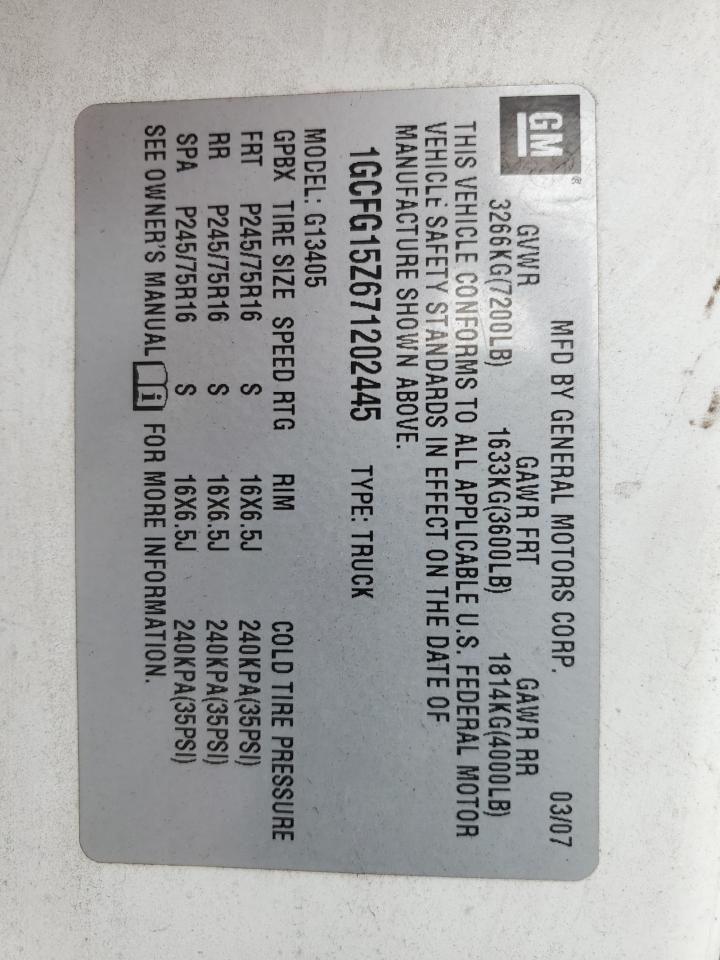 GM®
MFD BY GENERAL MOTORS CORP. 03/07
GVWR GAWR FRT GAWR RR
3266KG(7200LB) 1633KG(3600LB) 1814KG(4000LB)
THIS VEHICLE CONFORMS TO ALL APPLICABLE U.S. FEDERAL MOTOR
VEHICLE SAFETY STANDARDS IN EFFECT ON THE DATE OF
MANUFACTURE SHOWN ABOVE.
1GCFG15Z671202445 TYPE: TRUCK
MODEL: G13405
GPBX TIRE SIZE SPEED RTG RIM COLD TIRE PRESSURE
FRT P245/75R16 S 16X6.5J 240KPA(35PSI)
RR P245/75R16 S 16X6.5J 240KPA(35PSI)
SPA P245/75R16 S 16X6.5J 240KPA(35PSI)
SEE OWNER'S MANUAL i FOR MORE INFORMATION.